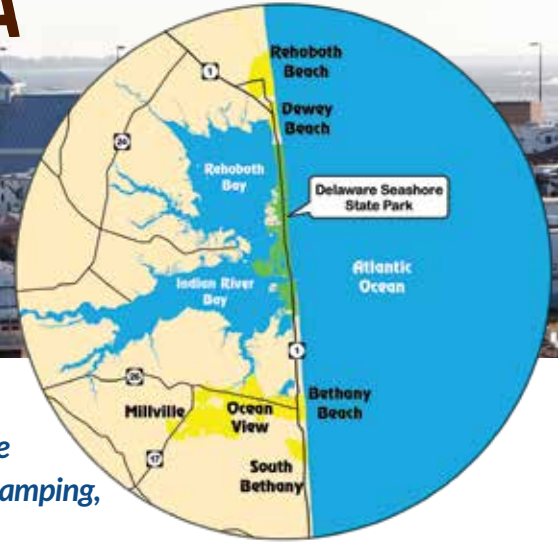 A
Rehoboth
Beach
1
Dewey
Beach
24
Rehoboth
Bay
Delaware Seashore
State Park
Atlantic
Ocean
Indian River
Bay
1
26
Bethany
Beach
Millville
Ocean
View
17
South
Bethany
e
amping,